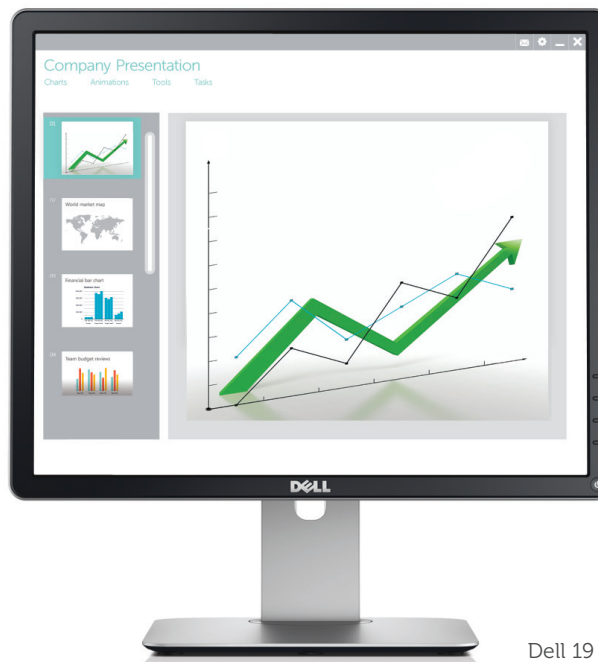 Company Presentation
Charts Animations Tools Tasks
World market map
Financial bar chart
Team budget reviews
DELL
Dell 19